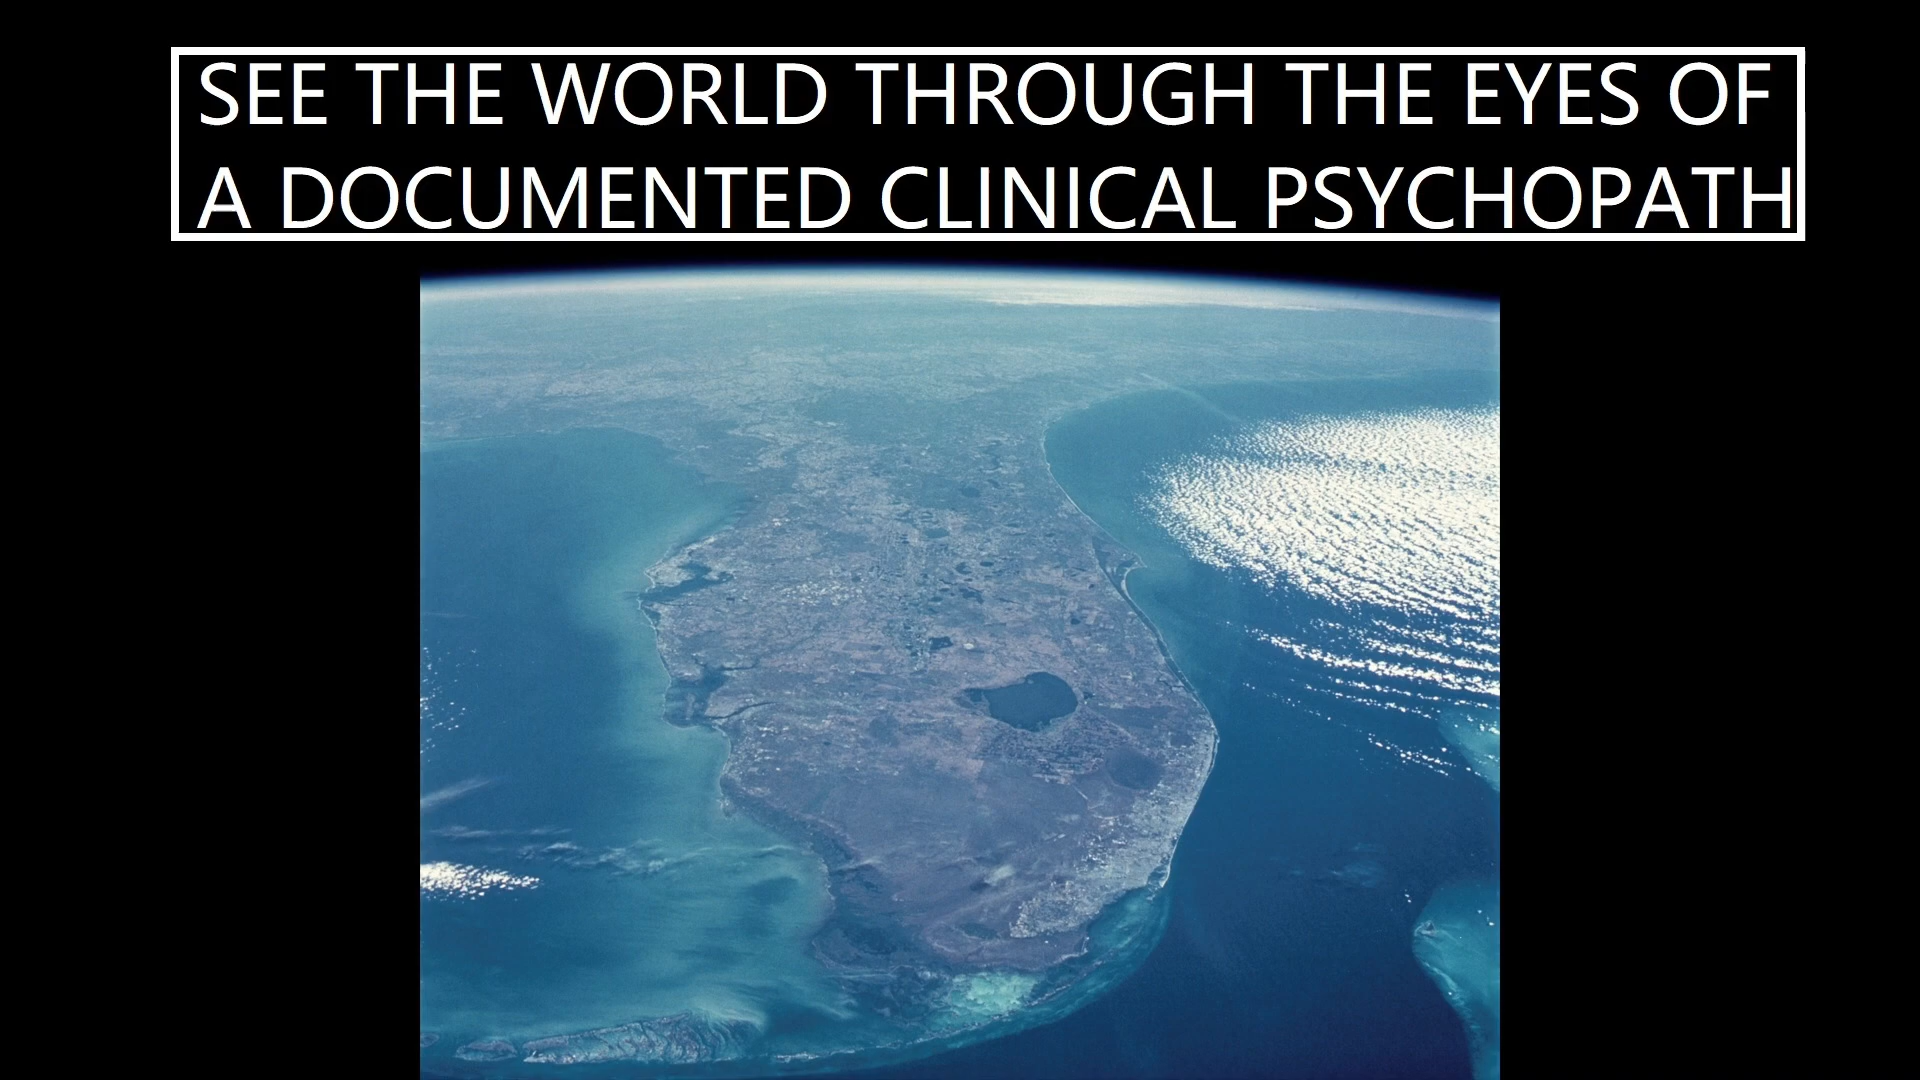 SEE THE WORLD THROUGH THE EYES OF
A DOCUMENTED CLINICAL PSYCHOPATH